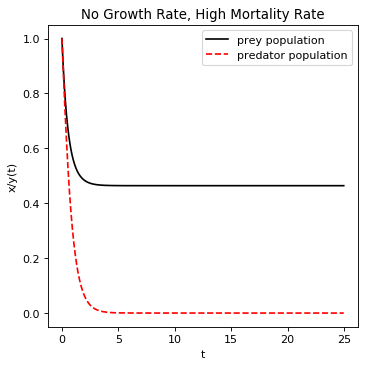 No Growth Rate, High Mortality Rate
prey population
predator population
x/y(t)
1.0
0.8
0.6
0.4
0.2
0.0
0 5 10 15 20 25
t